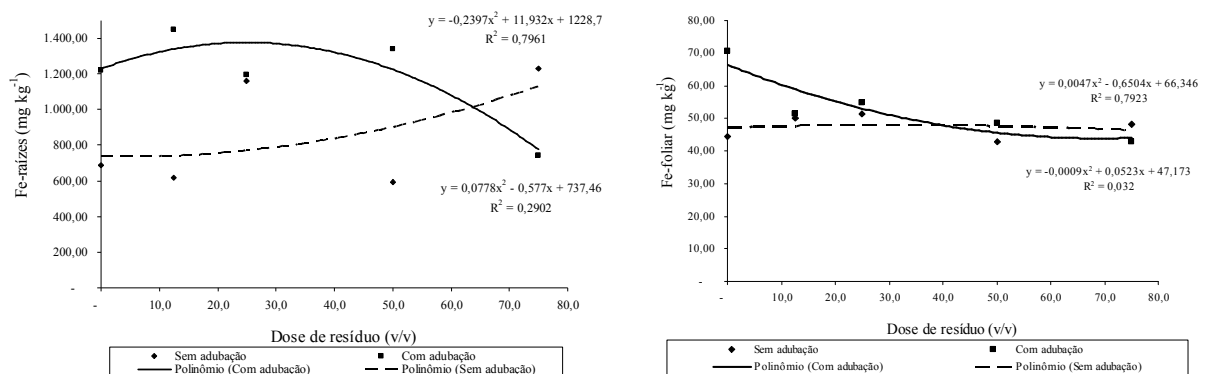 y = -0,2397x² + 11,932x + 1228,7
R² = 0,7961
1.400,00
1.200,00
1.000,00
800,00
600,00
400,00
200,00
-
Fe-raízes (mg kg⁻¹)
y = 0,0778x² - 0,577x + 737,46
R² = 0,2902
- 10,0 20,0 30,0 40,0 50,0 60,0 70,0 80,0
Dose de resíduo (v/v)
Sem adubação Com adubação
Polinômio (Com adubação) Polinômio (Sem adubação)
80,00
70,00
60,00
50,00
40,00
30,00
20,00
10,00
-
Fe-foliar (mg kg⁻¹)
y = 0,0047x² - 0,6504x + 66,346
R² = 0,7923
y = -0,0009x² + 0,0523x + 47,173
R² = 0,032
- 10,0 20,0 30,0 40,0 50,0 60,0 70,0 80,0
Dose de resíduo (v/v)
Sem adubação Com adubação
Polinômio (Com adubação) Polinômio (Sem adubação)